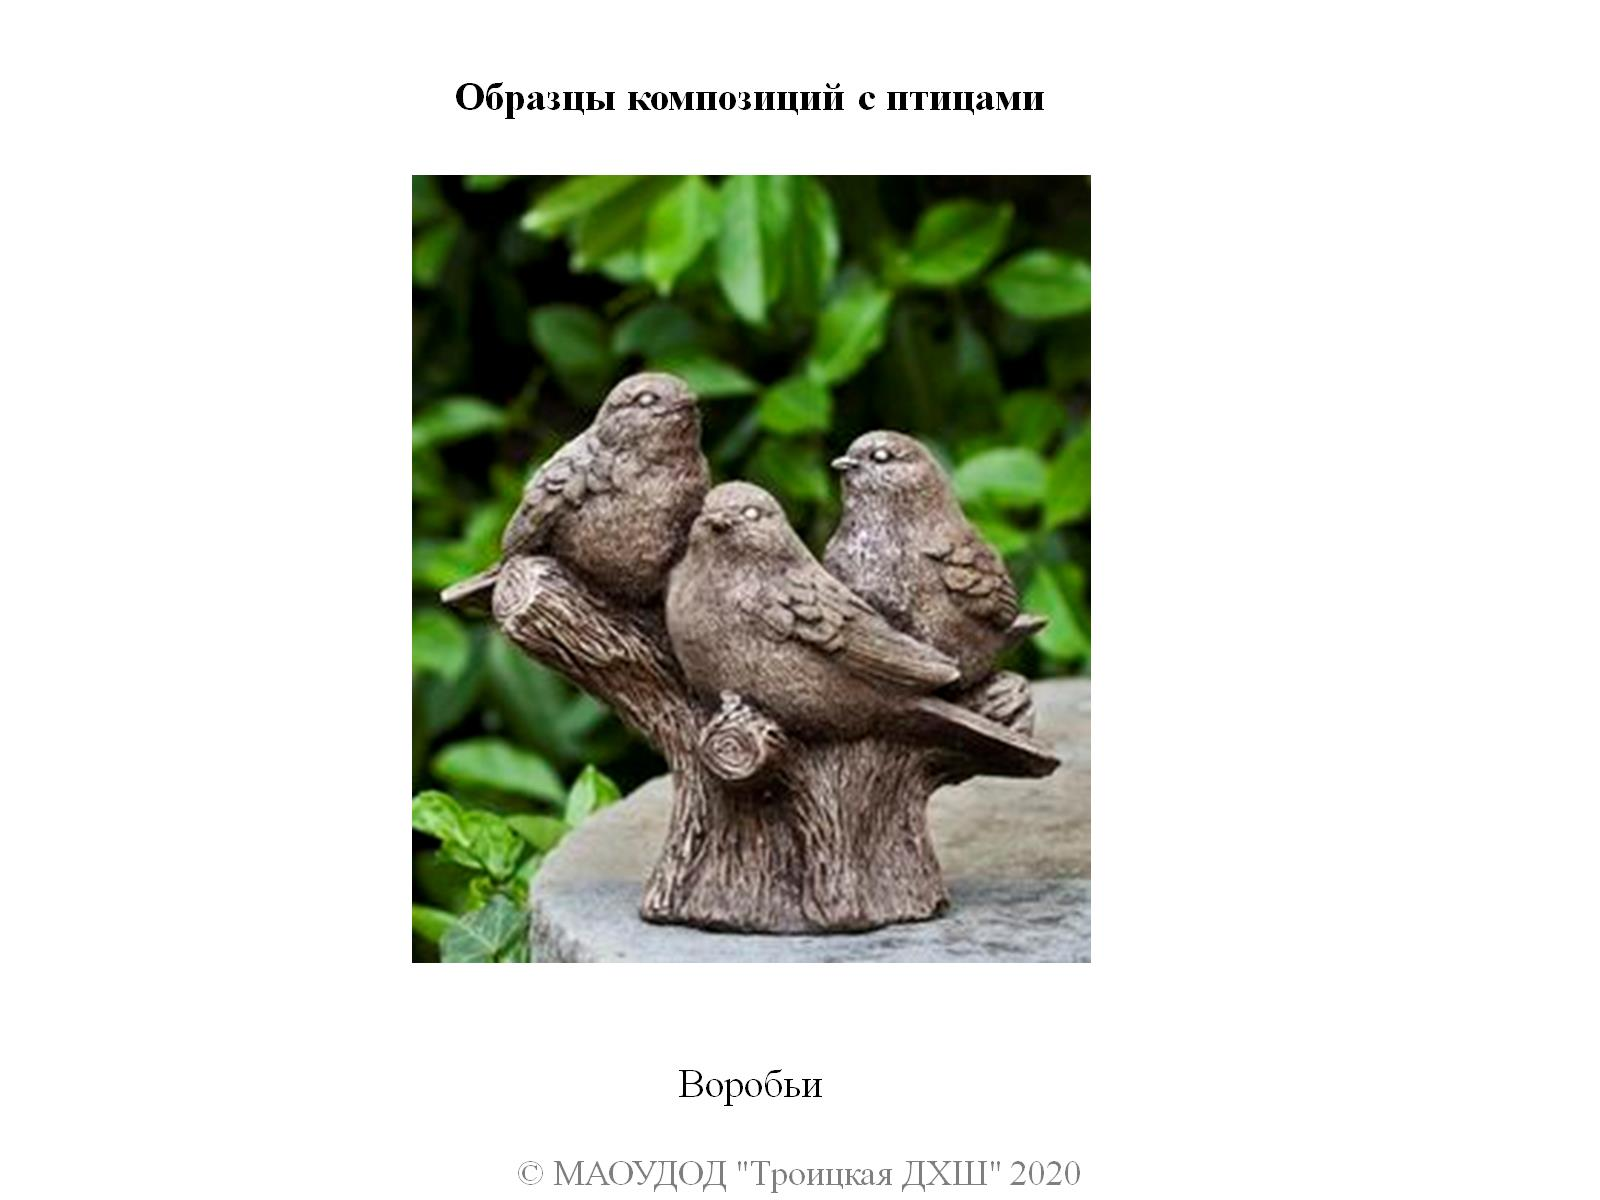 Образцы композиций с птицами
Воробьи
© МАОУДОД "Троицкая ДХШ" 2020